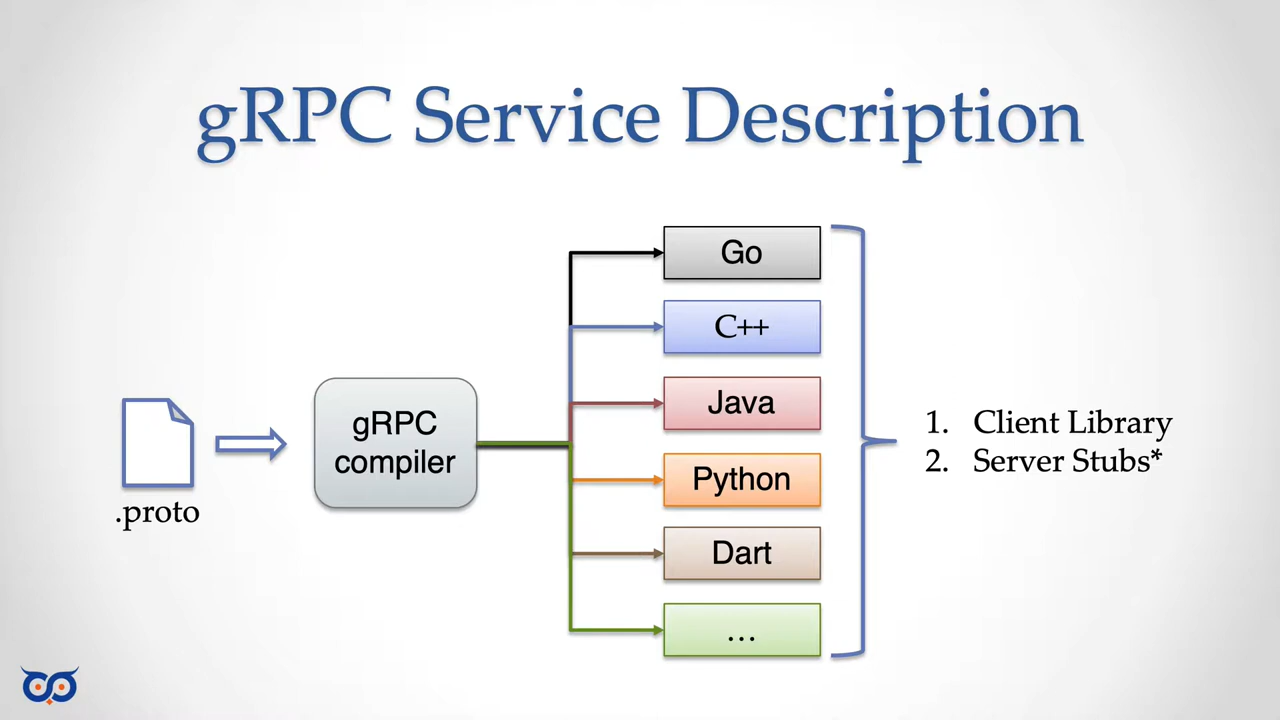 gRPC Service Description
.proto
gRPC
compiler
Go
C++
Java
Python
Dart
...
1. Client Library
2. Server Stubs*